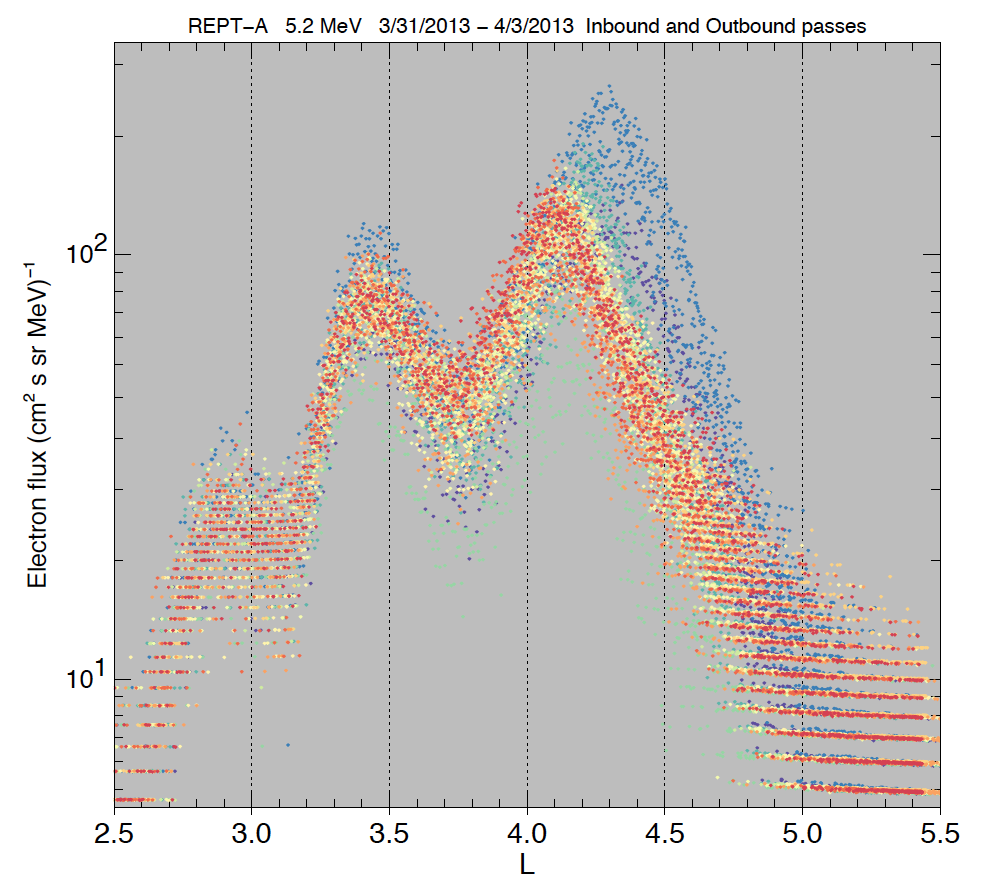 REPT−A 5.2 MeV 3/31/2013 − 4/3/2013 Inbound and Outbound passes
Electron flux (cm² s sr MeV)⁻¹
10²
10¹
2.5 3.0 3.5 4.0 4.5 5.0 5.5
L